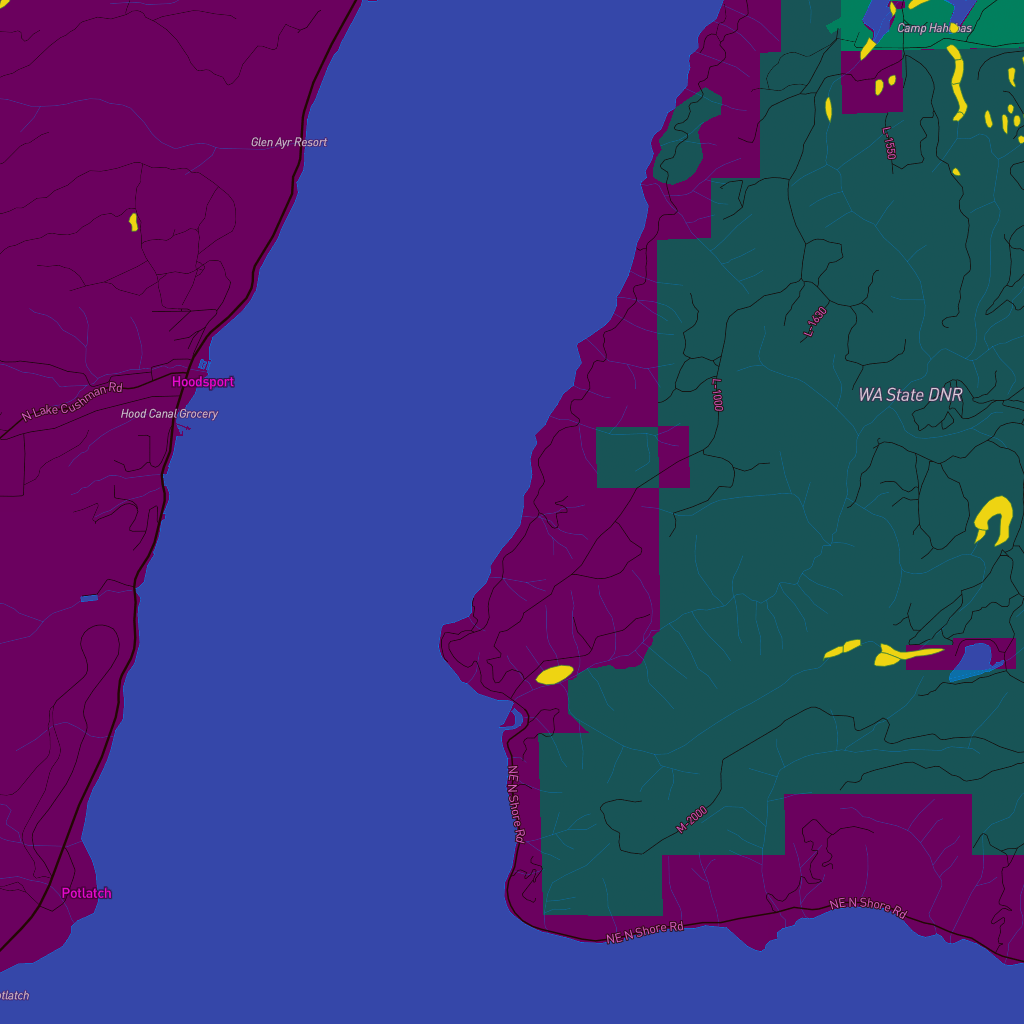 Camp Hahobas
Glen Ayr Resort
L-1550
L-1630
Hoodsport
N Lake Cushman Rd
L-1000
WA State DNR
Hood Canal Grocery
NE N Shore Rd
M-2000
Potlatch
NE N Shore Rd
NE N Shore Rd
otlatch